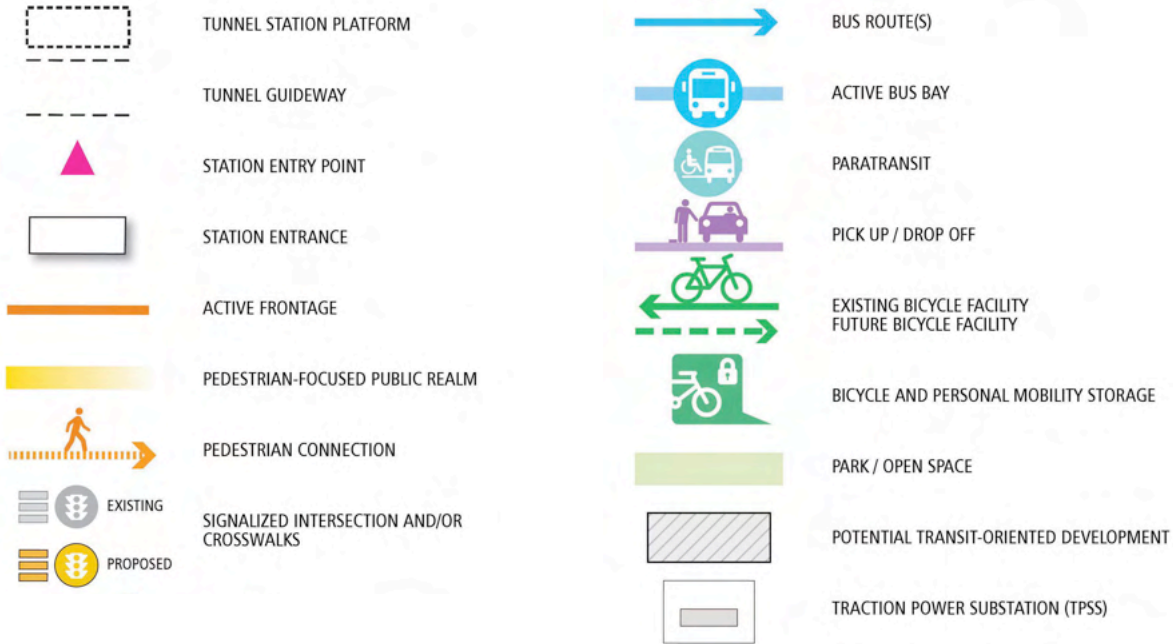 TUNNEL STATION PLATFORM
TUNNEL GUIDEWAY
STATION ENTRY POINT
STATION ENTRANCE
ACTIVE FRONTAGE
PEDESTRIAN-FOCUSED PUBLIC REALM
PEDESTRIAN CONNECTION
EXISTING
PROPOSED
SIGNALIZED INTERSECTION AND/OR
CROSSWALKS
BUS ROUTE(S)
ACTIVE BUS BAY
PARATRANSIT
PICK UP / DROP OFF
EXISTING BICYCLE FACILITY
FUTURE BICYCLE FACILITY
BICYCLE AND PERSONAL MOBILITY STORAGE
PARK / OPEN SPACE
POTENTIAL TRANSIT-ORIENTED DEVELOPMENT
TRACTION POWER SUBSTATION (TPSS)